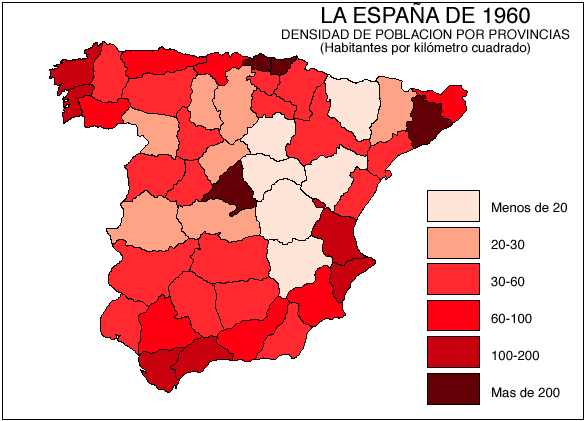 LA ESPAÑA DE 1960
DENSIDAD DE POBLACION POR PROVINCIAS
(Habitantes por kilómetro cuadrado)
Menos de 20
20-30
30-60
60-100
100-200
Mas de 200